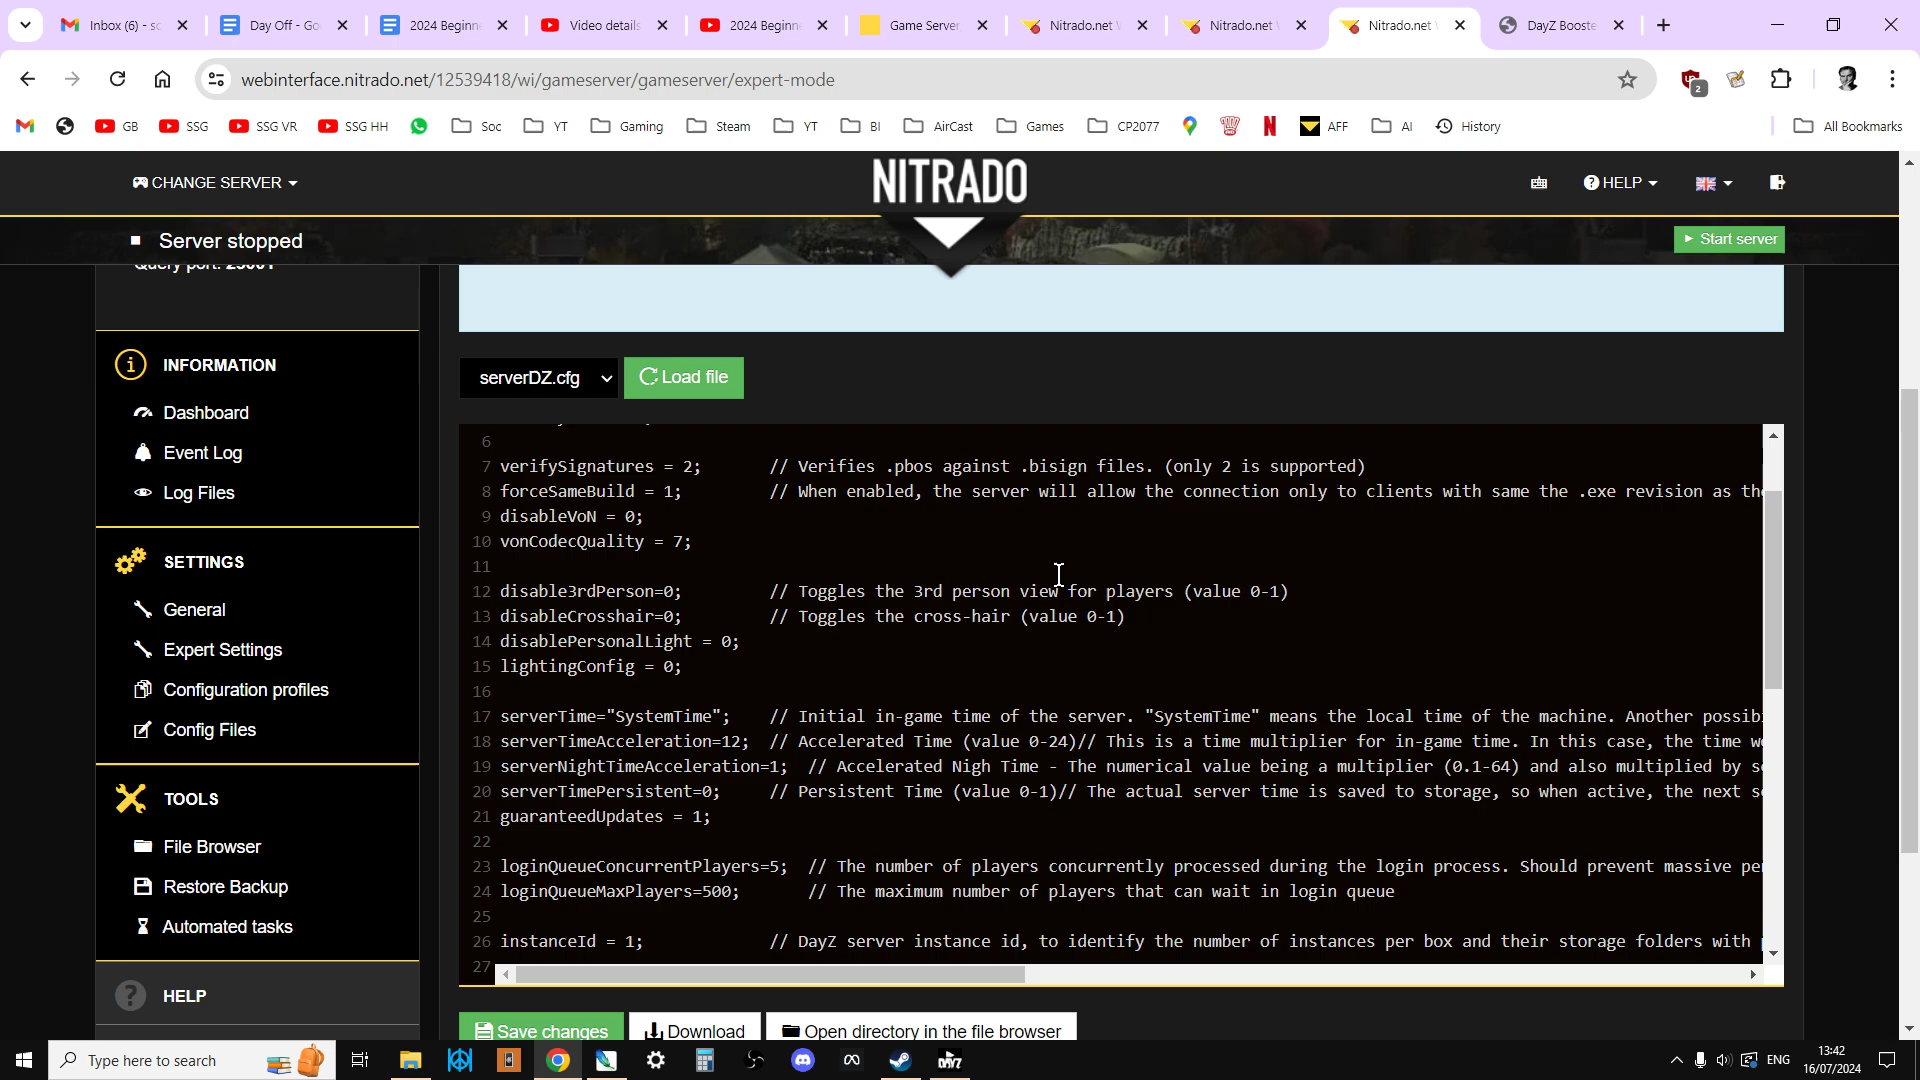 Inbox (6) - sc
Day Off - Go
2024 Beginn
Video details
2024 Beginn
Game Server
Nitrado.net
Nitrado.net
Nitrado.net
DayZ Booste
webinterface.nitrado.net/12539418/wi/gameserver/gameserver/expert-mode
2
GB
SSG
SSG VR
SSG HH
Soc
YT
Gaming
Steam
YT
BI
AirCast
Games
CP2077
AFF
AI
History
All Bookmarks
CHANGE SERVER
NITRADO
HELP
Server stopped
Start server
INFORMATION
Dashboard
Event Log
Log Files
SETTINGS
General
Expert Settings
Configuration profiles
Config Files
TOOLS
File Browser
Restore Backup
Automated tasks
HELP
serverDZ.cfg
Load file
6
7 verifySignatures = 2; // Verifies .pbos against .bisign files. (only 2 is supported)
8 forceSameBuild = 1; // When enabled, the server will allow the connection only to clients with same the .exe revision as the
9 disableVoN = 0;
10 vonCodecQuality = 7;
11
12 disable3rdPerson=0; // Toggles the 3rd person view for players (value 0-1)
13 disableCrosshair=0; // Toggles the cross-hair (value 0-1)
14 disablePersonalLight = 0;
15 lightingConfig = 0;
16
17 serverTime="SystemTime"; // Initial in-game time of the server. "SystemTime" means the local time of the machine. Another possib
18 serverTimeAcceleration=12; // Accelerated Time (value 0-24)// This is a time multiplier for in-game time. In this case, the time w
19 serverNightTimeAcceleration=1; // Accelerated Nigh Time - The numerical value being a multiplier (0.1-64) and also multiplied by s
20 serverTimePersistent=0; // Persistent Time (value 0-1)// The actual server time is saved to storage, so when active, the next s
21 guaranteedUpdates = 1;
22
23 loginQueueConcurrentPlayers=5; // The number of players concurrently processed during the login process. Should prevent massive pe
24 loginQueueMaxPlayers=500; // The maximum number of players that can wait in login queue
25
26 instanceId = 1; // DayZ server instance id, to identify the number of instances per box and their storage folders with
27
Save changes
Download
Open directory in the file browser
Type here to search
DAYZ
ENG
13:42
16/07/2024